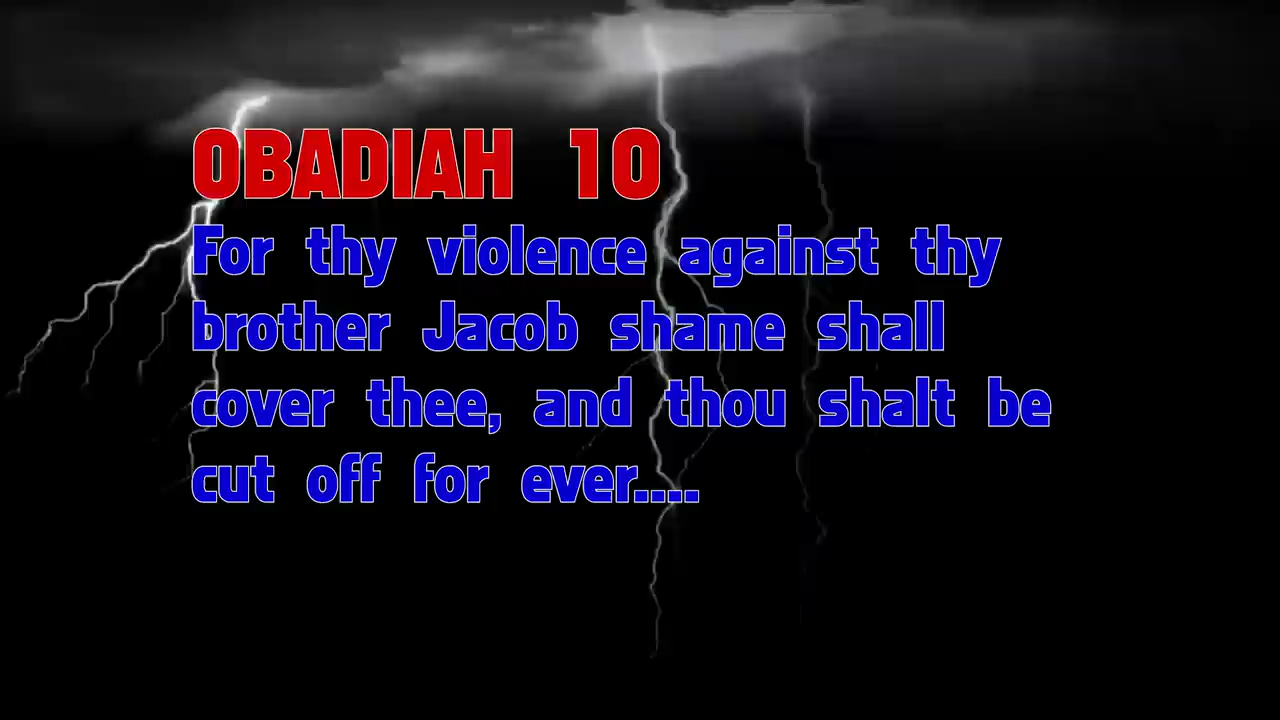 OBADIAH 10
For thy violence against thy
brother Jacob shame shall
cover thee, and thou shalt be
cut off for ever....